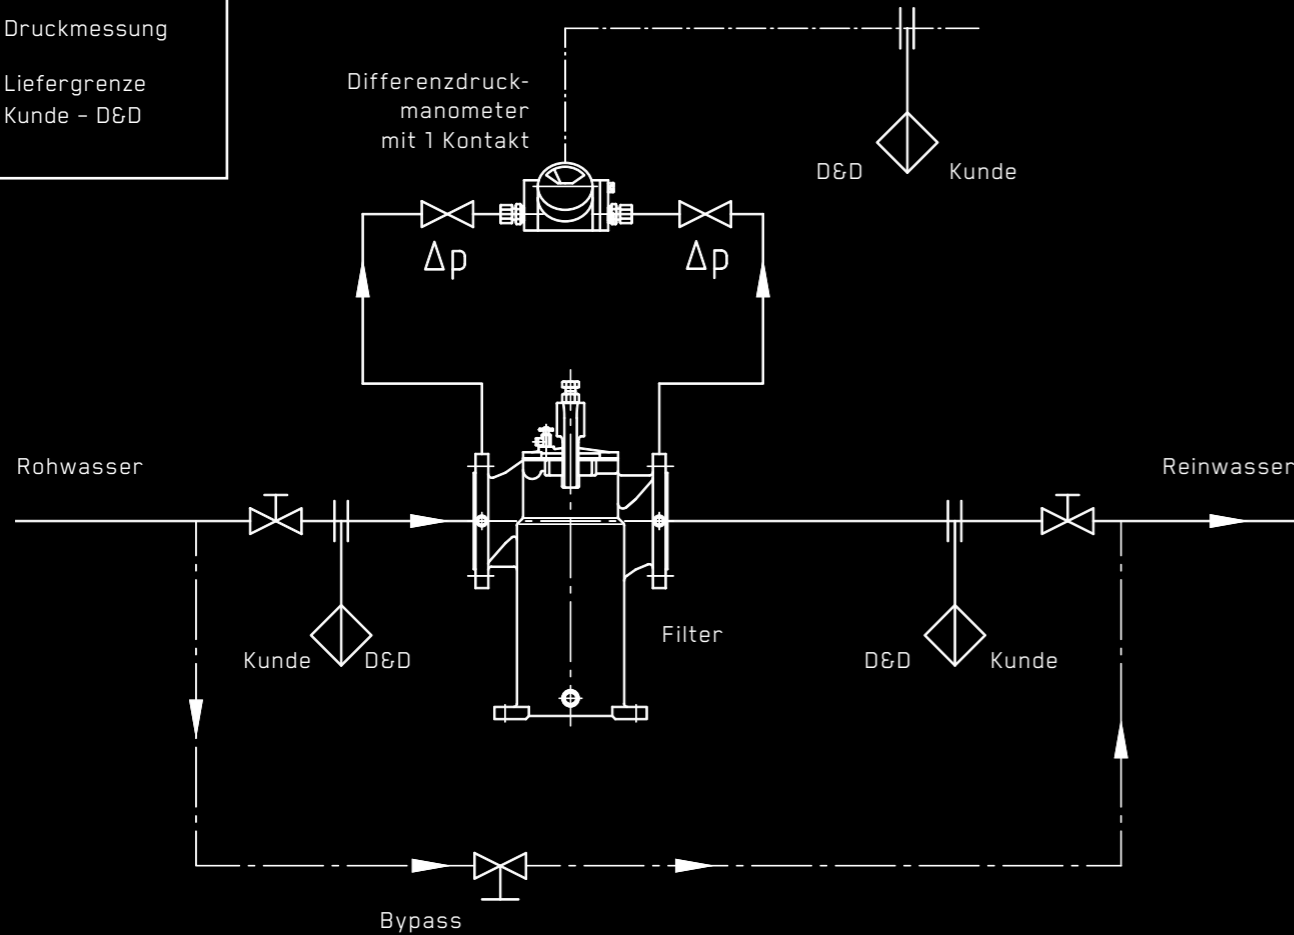 Druckmessung
Liefergrenze
Kunde - D&D
Differenzdruck-
manometer
mit 1 Kontakt
D&D Kunde
Δp Δp
Rohwasser
Reinwasser
Kunde D&D
Filter
D&D Kunde
Bypass